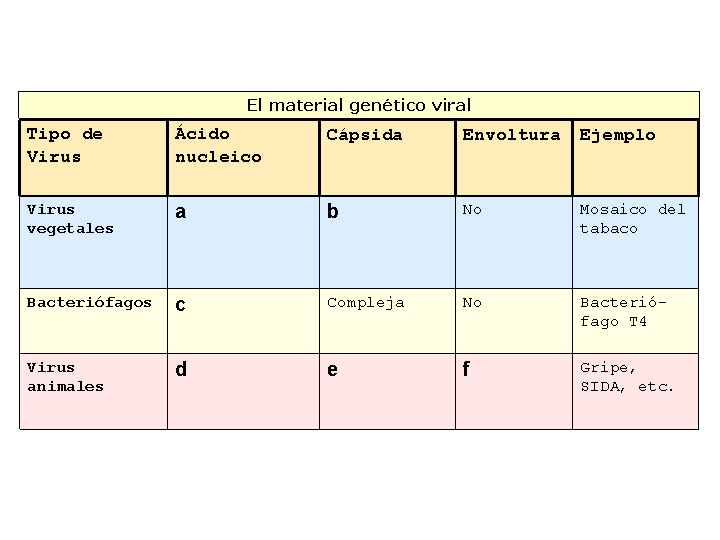 El material genético viral
Tipo de
Virus
Ácido
nucleico
Cápsida
Envoltura
Ejemplo
Virus
vegetales
a
b
No
Mosaico del
tabaco
Bacteriófagos
c
Compleja
No
Bacterió-
fago T4
Virus
animales
d
e
f
Gripe,
SIDA, etc.